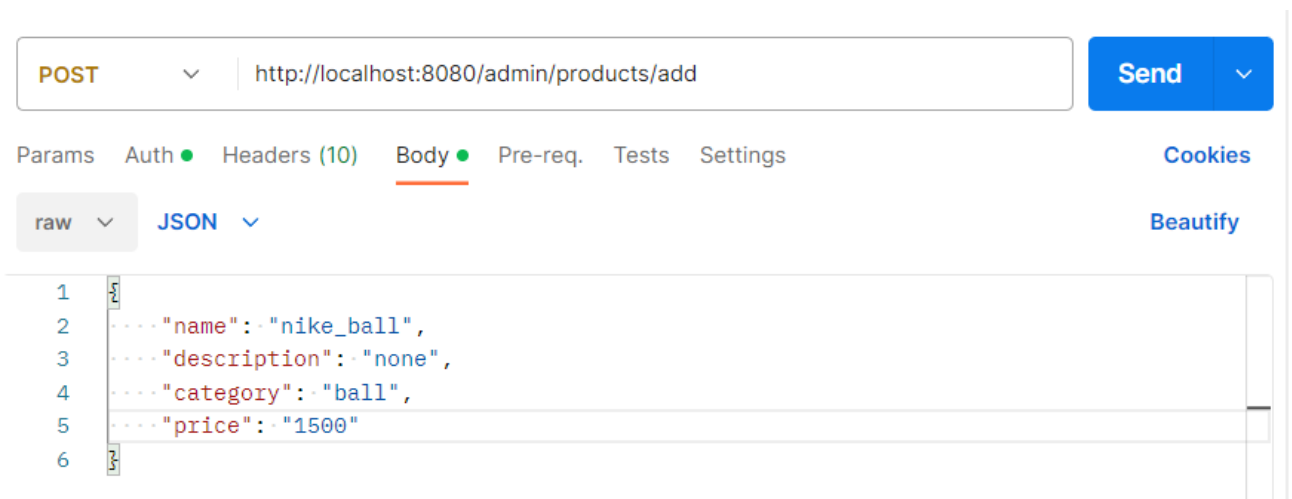 POST http://localhost:8080/admin/products/add Send
Params Auth Headers (10) Body Pre-req. Tests Settings Cookies
raw JSON Beautify
1 {
2 "name": "nike_ball",
3 "description": "none",
4 "category": "ball",
5 "price": "1500"
6 }